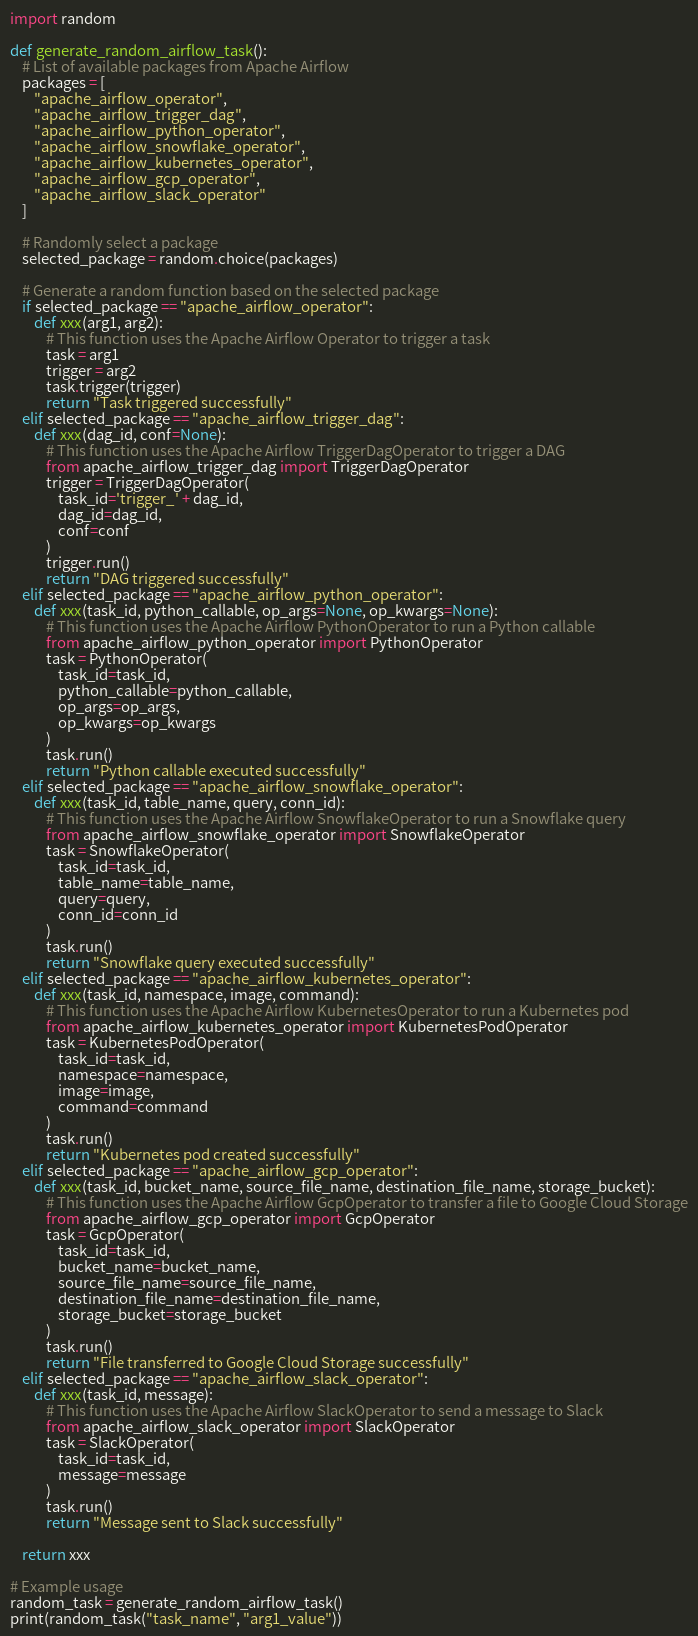 import random

def generate_random_airflow_task():
    # List of available packages from Apache Airflow
    packages = [
        "apache_airflow_operator",
        "apache_airflow_trigger_dag",
        "apache_airflow_python_operator",
        "apache_airflow_snowflake_operator",
        "apache_airflow_kubernetes_operator",
        "apache_airflow_gcp_operator",
        "apache_airflow_slack_operator"
    ]

    # Randomly select a package
    selected_package = random.choice(packages)

    # Generate a random function based on the selected package
    if selected_package == "apache_airflow_operator":
        def xxx(arg1, arg2):
            # This function uses the Apache Airflow Operator to trigger a task
            task = arg1
            trigger = arg2
            task.trigger(trigger)
            return "Task triggered successfully"
    elif selected_package == "apache_airflow_trigger_dag":
        def xxx(dag_id, conf=None):
            # This function uses the Apache Airflow TriggerDagOperator to trigger a DAG
            from apache_airflow_trigger_dag import TriggerDagOperator
            trigger = TriggerDagOperator(
                task_id='trigger_' + dag_id,
                dag_id=dag_id,
                conf=conf
            )
            trigger.run()
            return "DAG triggered successfully"
    elif selected_package == "apache_airflow_python_operator":
        def xxx(task_id, python_callable, op_args=None, op_kwargs=None):
            # This function uses the Apache Airflow PythonOperator to run a Python callable
            from apache_airflow_python_operator import PythonOperator
            task = PythonOperator(
                task_id=task_id,
                python_callable=python_callable,
                op_args=op_args,
                op_kwargs=op_kwargs
            )
            task.run()
            return "Python callable executed successfully"
    elif selected_package == "apache_airflow_snowflake_operator":
        def xxx(task_id, table_name, query, conn_id):
            # This function uses the Apache Airflow SnowflakeOperator to run a Snowflake query
            from apache_airflow_snowflake_operator import SnowflakeOperator
            task = SnowflakeOperator(
                task_id=task_id,
                table_name=table_name,
                query=query,
                conn_id=conn_id
            )
            task.run()
            return "Snowflake query executed successfully"
    elif selected_package == "apache_airflow_kubernetes_operator":
        def xxx(task_id, namespace, image, command):
            # This function uses the Apache Airflow KubernetesOperator to run a Kubernetes pod
            from apache_airflow_kubernetes_operator import KubernetesPodOperator
            task = KubernetesPodOperator(
                task_id=task_id,
                namespace=namespace,
                image=image,
                command=command
            )
            task.run()
            return "Kubernetes pod created successfully"
    elif selected_package == "apache_airflow_gcp_operator":
        def xxx(task_id, bucket_name, source_file_name, destination_file_name, storage_bucket):
            # This function uses the Apache Airflow GcpOperator to transfer a file to Google Cloud Storage
            from apache_airflow_gcp_operator import GcpOperator
            task = GcpOperator(
                task_id=task_id,
                bucket_name=bucket_name,
                source_file_name=source_file_name,
                destination_file_name=destination_file_name,
                storage_bucket=storage_bucket
            )
            task.run()
            return "File transferred to Google Cloud Storage successfully"
    elif selected_package == "apache_airflow_slack_operator":
        def xxx(task_id, message):
            # This function uses the Apache Airflow SlackOperator to send a message to Slack
            from apache_airflow_slack_operator import SlackOperator
            task = SlackOperator(
                task_id=task_id,
                message=message
            )
            task.run()
            return "Message sent to Slack successfully"

    return xxx

# Example usage
random_task = generate_random_airflow_task()
print(random_task("task_name", "arg1_value"))